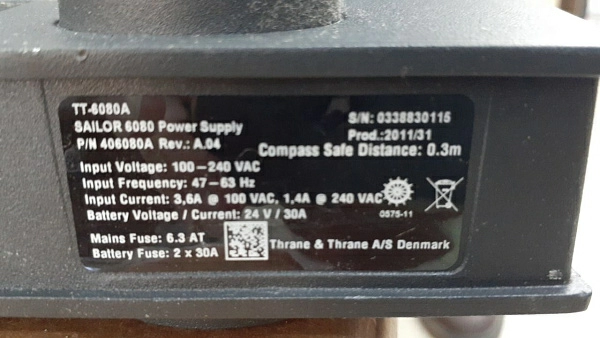 TT-6080A
SAILOR 6080 Power Supply
P/N 406080A Rev.: A.04
S/N: 0338830115
Prod.:2011/31
Compass Safe Distance: 0.3m
Input Voltage: 100-240 VAC
Input Frequency: 47-63 Hz
Input Current: 3,6A @ 100 VAC, 1,4A @ 240 VAC
Battery Voltage / Current: 24 V / 30A
0575-11
Mains Fuse: 6.3 AT
Battery Fuse: 2 x 30A
Thrane & Thrane A/S Denmark